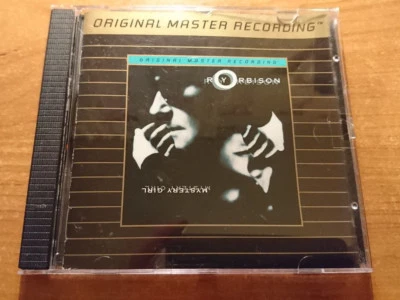 ORIGINAL MASTER RECORDING™
ORIGINAL MASTER RECORDING
ROY ORBISON
MYSTERY GIRL